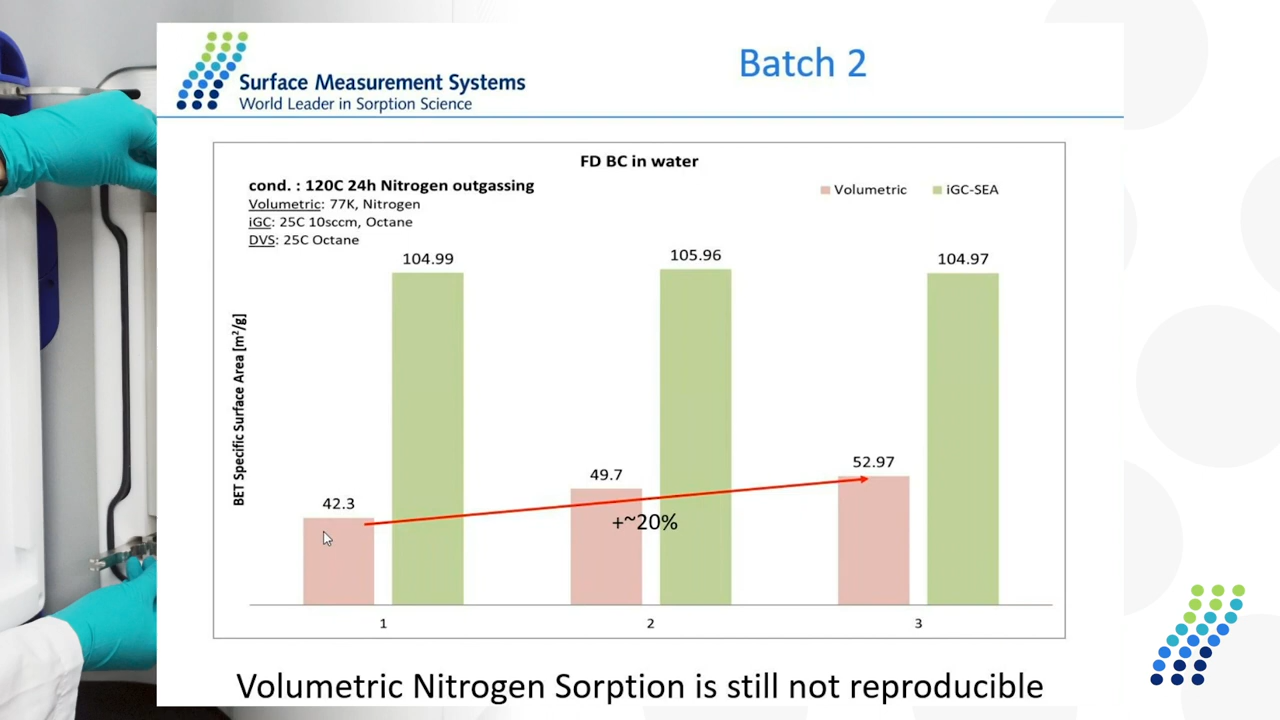 Surface Measurement Systems
World Leader in Sorption Science
Batch 2
FD BC in water
cond. : 120C 24h Nitrogen outgassing
Volumetric: 77K, Nitrogen
iGC: 25C 10sccm, Octane
DVS: 25C Octane
Volumetric
iGC-SEA
BET Specific Surface Area [m²/g]
104.99
105.96
104.97
42.3
49.7
52.97
+~20%
1
2
3
Volumetric Nitrogen Sorption is still not reproducible